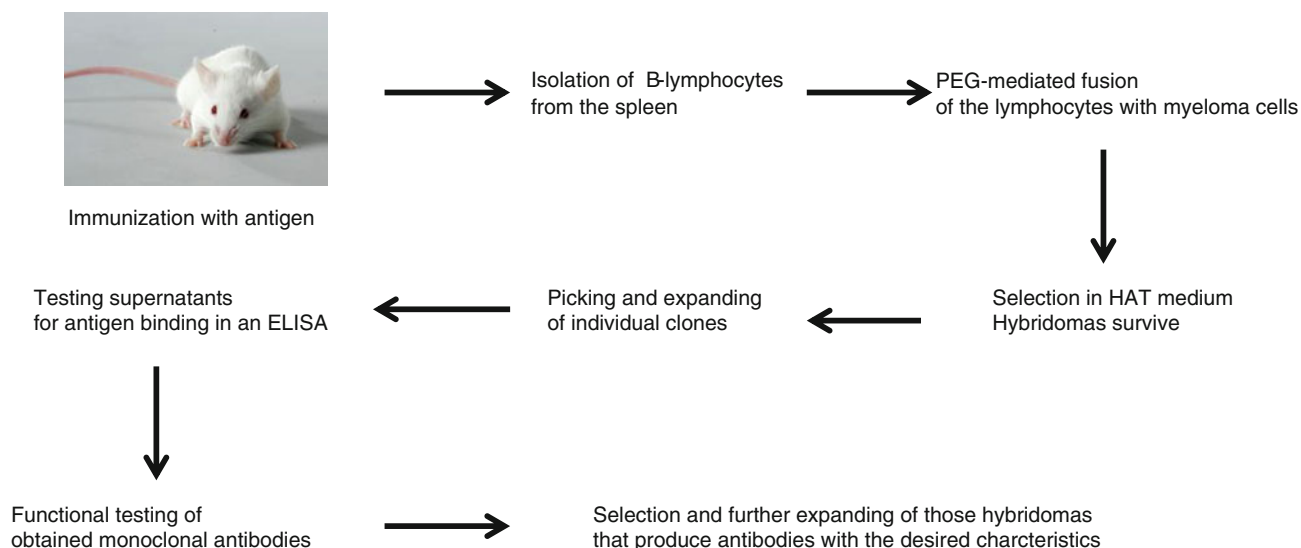 Immunization with antigen
Isolation of B-lymphocytes
from the spleen
PEG-mediated fusion
of the lymphocytes with myeloma cells
Selection in HAT medium
Hybridomas survive
Picking and expanding
of individual clones
Testing supernatants
for antigen binding in an ELISA
Functional testing of
obtained monoclonal antibodies
Selection and further expanding of those hybridomas
that produce antibodies with the desired charcteristics